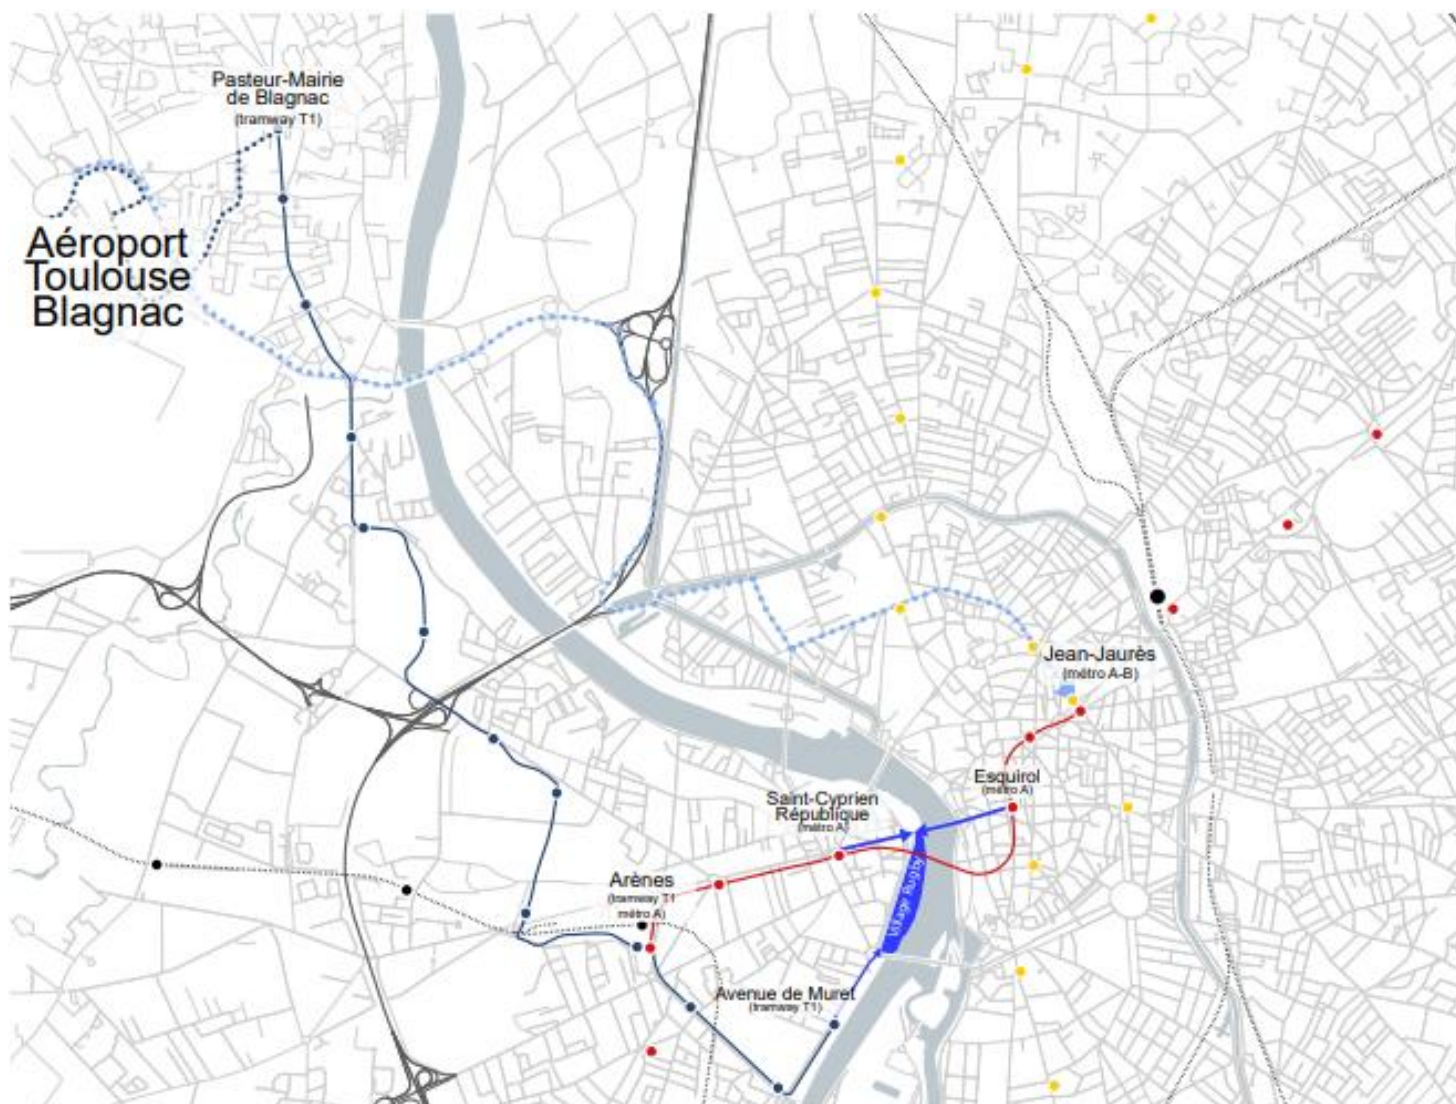 Pasteur-Mairie
de Blagnac
(tramway T1)
Aéroport
Toulouse
Blagnac
Jean-Jaurès
(métro A-B)
Esquirol
(métro A)
Saint-Cyprien
République
(métro A)
Village Rugby
Arènes
(tramway T1
métro A)
Avenue de Muret
(tramway T1)